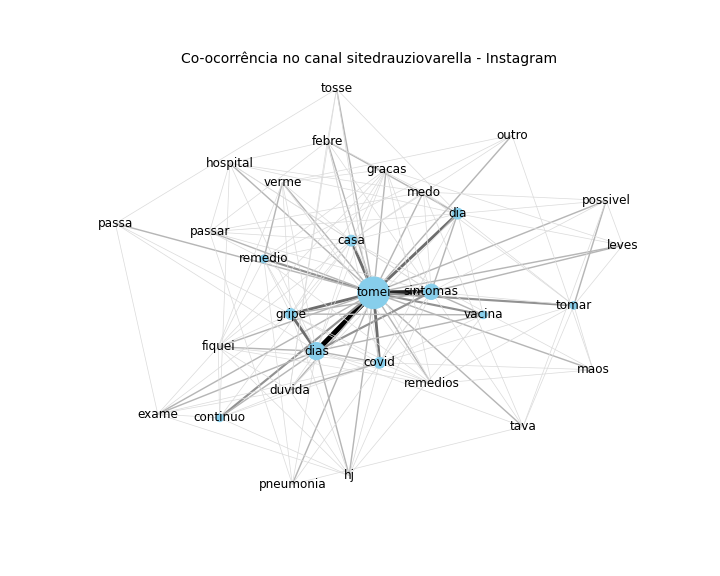 Co-ocorrência no canal sitedrauziovarella - Instagram
tosse
outro
febre
hospital
gracas
verme
medo
possivel
dia
passa
passar
casa
leves
remedio
tomei
sintomas
tomar
gripe
vacina
fiquei
dias
covid
maos
remedios
duvida
exame
continuo
tava
hj
pneumonia